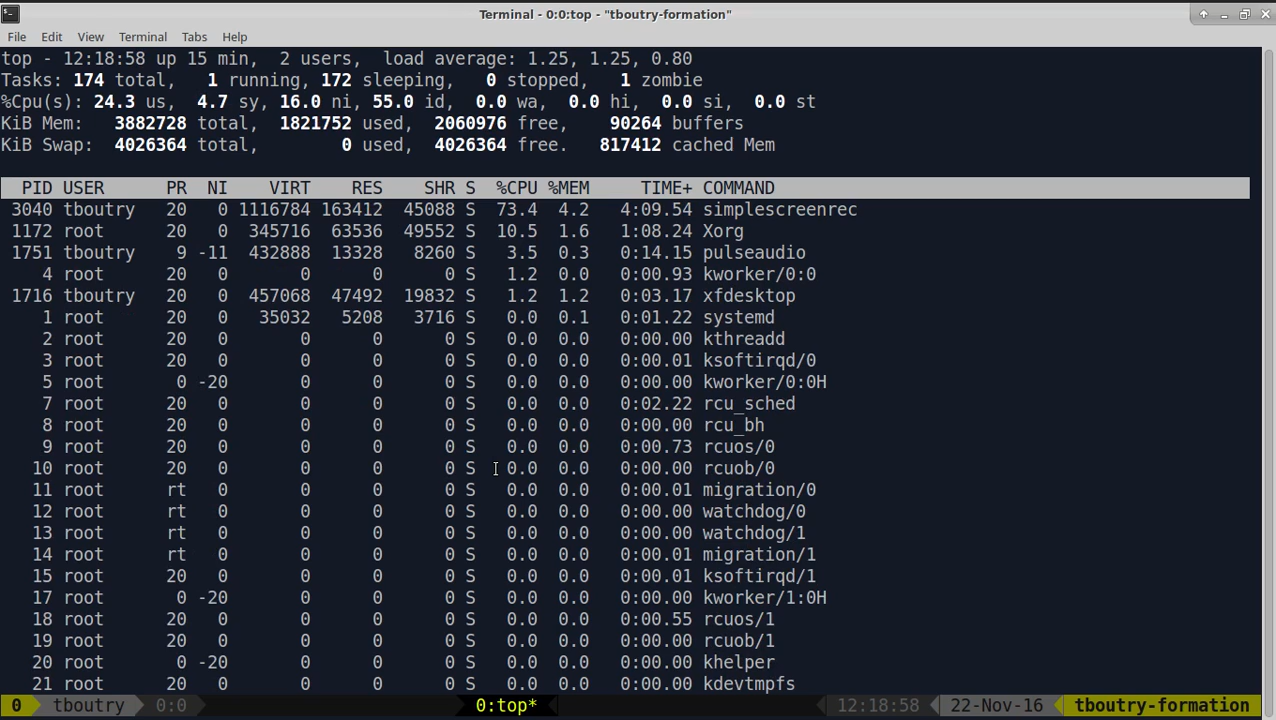 Terminal - 0:0:top - "tboutry-formation"
File Edit View Terminal Tabs Help
top - 12:18:58 up 15 min,  2 users,  load average: 1.25, 1.25, 0.80
Tasks: 174 total,   1 running, 172 sleeping,   0 stopped,   1 zombie
%Cpu(s): 24.3 us,  4.7 sy, 16.0 ni, 55.0 id,  0.0 wa,  0.0 hi,  0.0 si,  0.0 st
KiB Mem:   3882728 total,  1821752 used,  2060976 free,    90264 buffers
KiB Swap:  4026364 total,        0 used,  4026364 free.   817412 cached Mem
PID USER      PR  NI    VIRT    RES    SHR S  %CPU %MEM     TIME+ COMMAND
3040 tboutry   20   0 1116784 163412  45088 S  73.4  4.2   4:09.54 simplescreenrec
1172 root      20   0  345716  63536  49552 S  10.5  1.6   1:08.24 Xorg
1751 tboutry    9 -11  432888  13328   8260 S   3.5  0.3   0:14.15 pulseaudio
4 root      20   0       0      0      0 S   1.2  0.0   0:00.93 kworker/0:0
1716 tboutry   20   0  457068  47492  19832 S   1.2  1.2   0:03.17 xfdesktop
1 root      20   0   35032   5208   3716 S   0.0  0.1   0:01.22 systemd
2 root      20   0       0      0      0 S   0.0  0.0   0:00.00 kthreadd
3 root      20   0       0      0      0 S   0.0  0.0   0:00.01 ksoftirqd/0
5 root       0 -20       0      0      0 S   0.0  0.0   0:00.00 kworker/0:0H
7 root      20   0       0      0      0 S   0.0  0.0   0:02.22 rcu_sched
8 root      20   0       0      0      0 S   0.0  0.0   0:00.00 rcu_bh
9 root      20   0       0      0      0 S   0.0  0.0   0:00.73 rcuos/0
10 root      20   0       0      0      0 S   0.0  0.0   0:00.00 rcuob/0
11 root      rt   0       0      0      0 S   0.0  0.0   0:00.01 migration/0
12 root      rt   0       0      0      0 S   0.0  0.0   0:00.00 watchdog/0
13 root      rt   0       0      0      0 S   0.0  0.0   0:00.00 watchdog/1
14 root      rt   0       0      0      0 S   0.0  0.0   0:00.01 migration/1
15 root      20   0       0      0      0 S   0.0  0.0   0:00.01 ksoftirqd/1
17 root       0 -20       0      0      0 S   0.0  0.0   0:00.00 kworker/1:0H
18 root      20   0       0      0      0 S   0.0  0.0   0:00.55 rcuos/1
19 root      20   0       0      0      0 S   0.0  0.0   0:00.00 rcuob/1
20 root       0 -20       0      0      0 S   0.0  0.0   0:00.00 khelper
21 root      20   0       0      0      0 S   0.0  0.0   0:00.00 kdevtmpfs
0 tboutry 0:0 0:top* 12:18:58 22-Nov-16 tboutry-formation